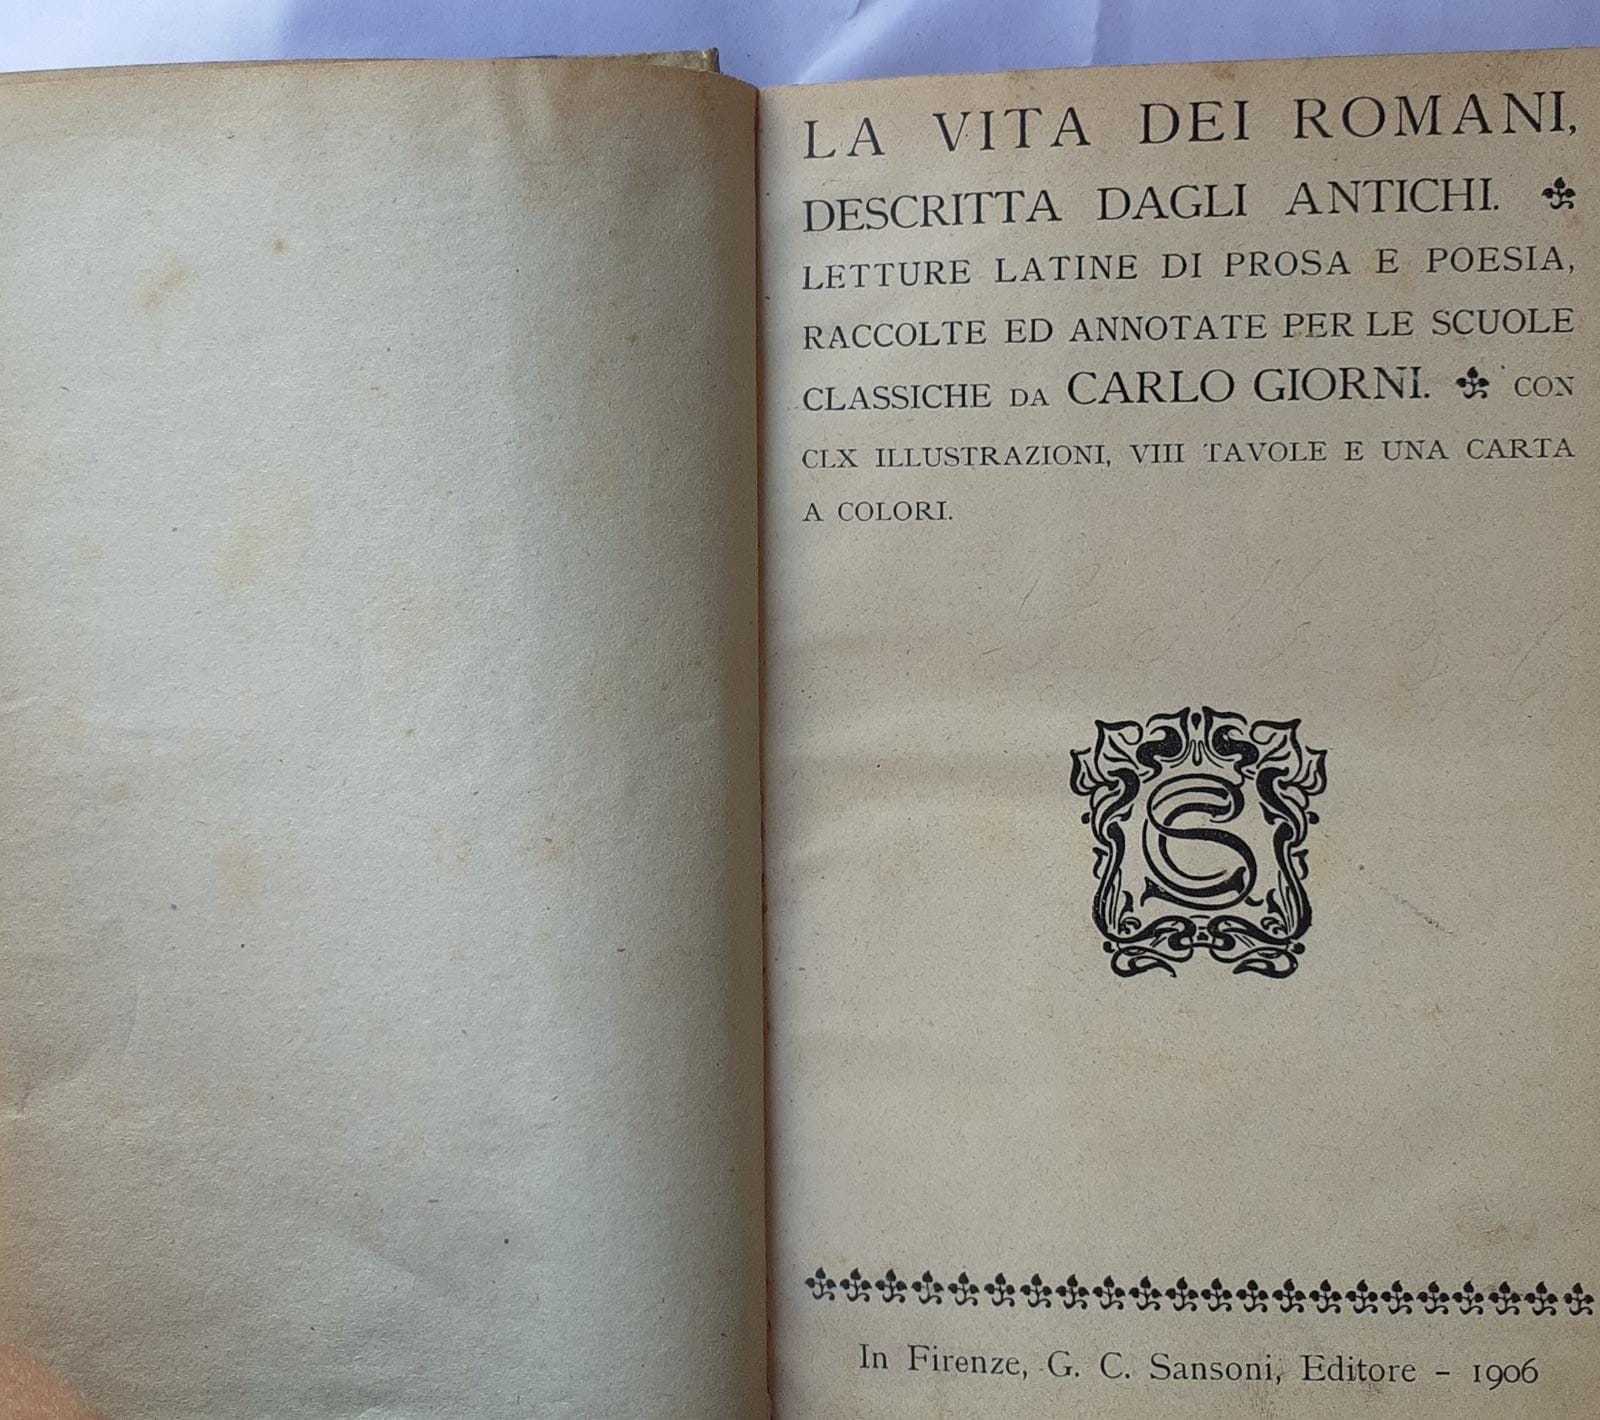 LA VITA DEI ROMANI,
DESCRITTA DAGLI ANTICHI.
LETTURE LATINE DI PROSA E POESIA,
RACCOLTE ED ANNOTATE PER LE SCUOLE
CLASSICHE DA CARLO GIORNI. CON
CLX ILLUSTRAZIONI, VIII TAVOLE E UNA CARTA
A COLORI.
In Firenze, G. C. Sansoni, Editore - 1906